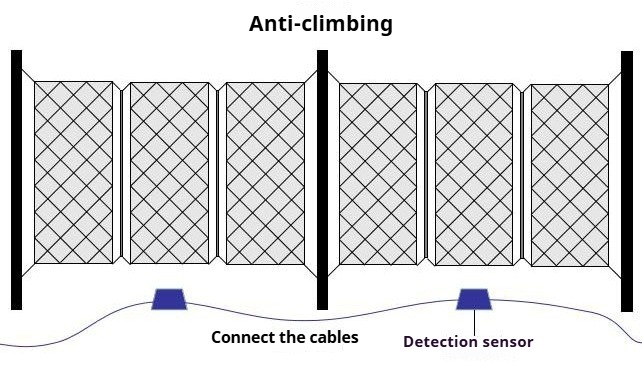 Anti-climbing
Connect the cables
Detection sensor